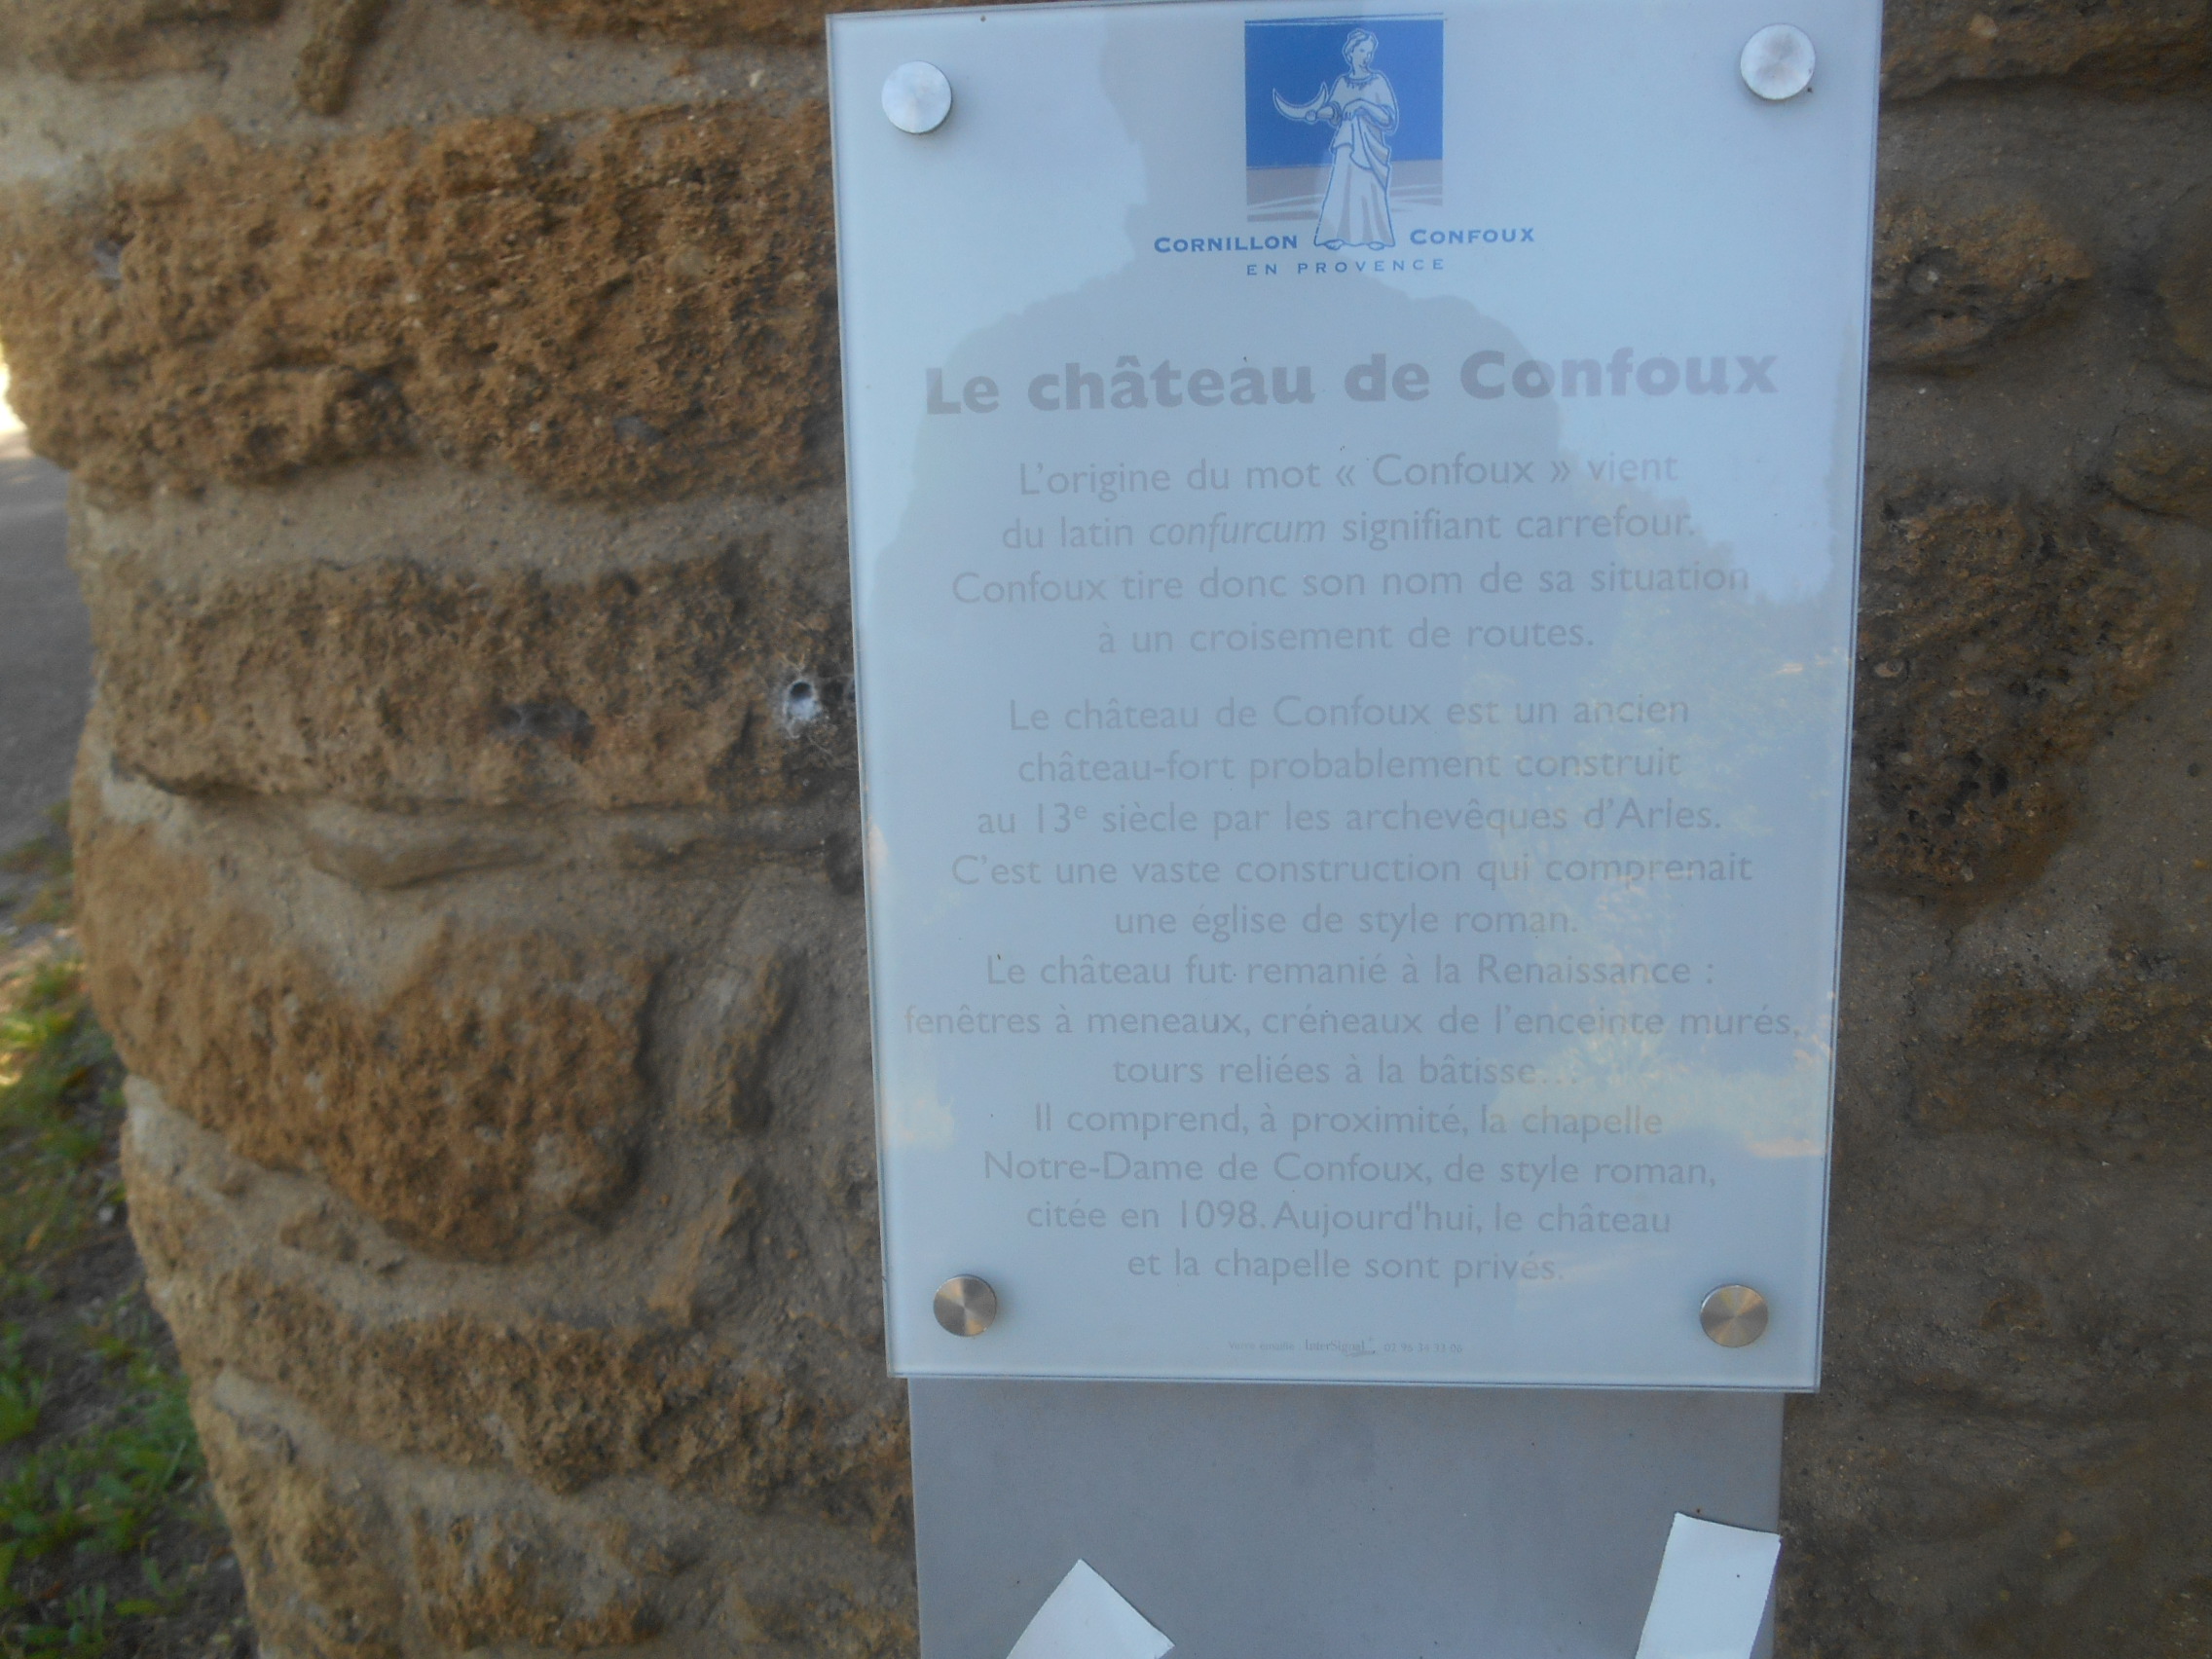 CORNILLON CONFOUX
EN PROVENCE
Le château de Confoux
L'origine du mot « Confoux » vient
du latin confurcum signifiant carrefour.
Confoux tire donc son nom de sa situation
à un croisement de routes.
Le château de Confoux est un ancien
château-fort probablement construit
au 13e siècle par les archevêques d'Arles.
C'est une vaste construction qui comprenait
une église de style roman.
Le château fut remanié à la Renaissance :
fenêtres à meneaux, créneaux de l'enceinte murés,
tours reliées à la bâtisse...
Il comprend, à proximité, la chapelle
Notre-Dame de Confoux, de style roman,
citée en 1098. Aujourd'hui, le château
et la chapelle sont privés.
InterSignal